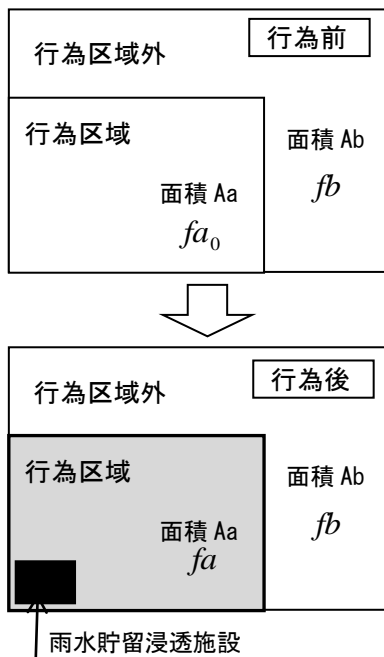 行為前
行為区域外
行為区域
面積 Ab
fb
面積 Aa
fa₀
行為後
行為区域外
行為区域
面積 Ab
fb
面積 Aa
fa
雨水貯留浸透施設